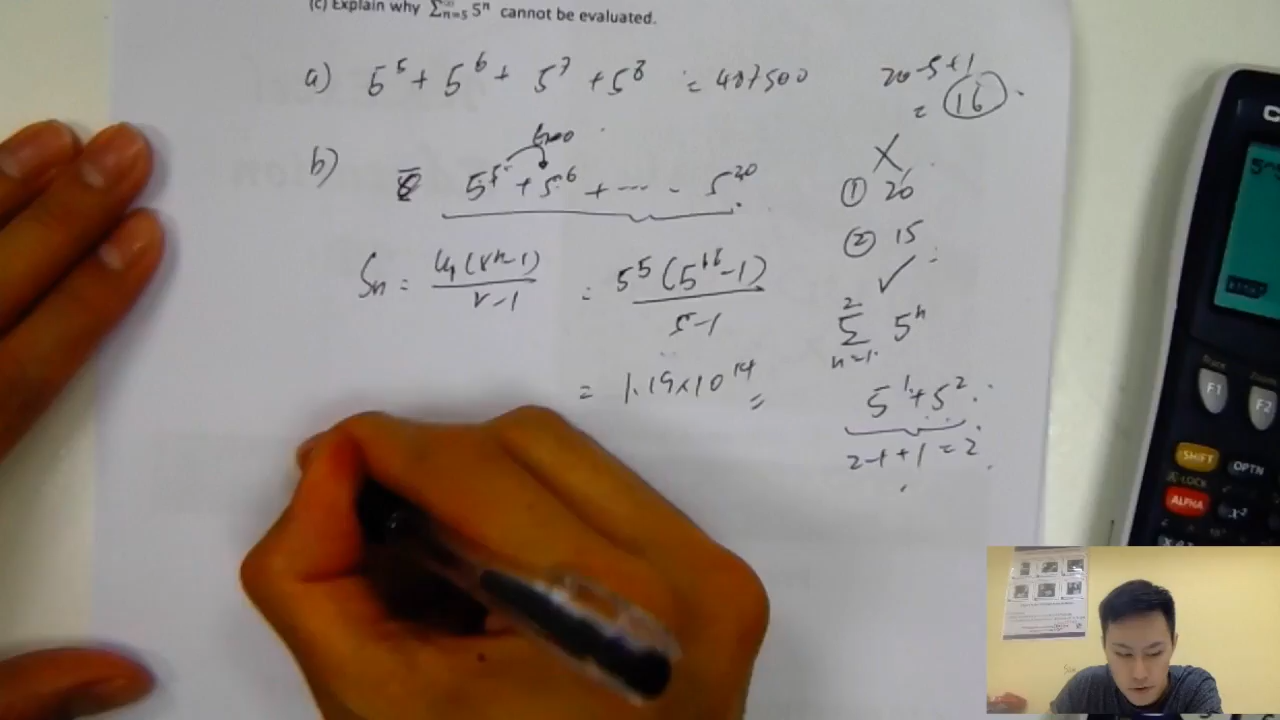 (c) Explain why ∑ₙ₌₅^∞ 5ⁿ cannot be evaluated.
a) 5⁵ + 5⁶ + 5⁷ + 5⁸ = 487500
20-5+1
= 16
b) 5⁵ + 5⁶ + ... 5²⁰
X
① 20
② 15
✓
Sn = u₁(rⁿ-1) / r-1 = 5⁵(5¹⁶-1) / 5-1
2
∑ 5ⁿ
n=1
= 1.19x10¹⁴
5¹+5²
2-1+1=2
F1
F2
SHIFT
OPTN
ALPHA